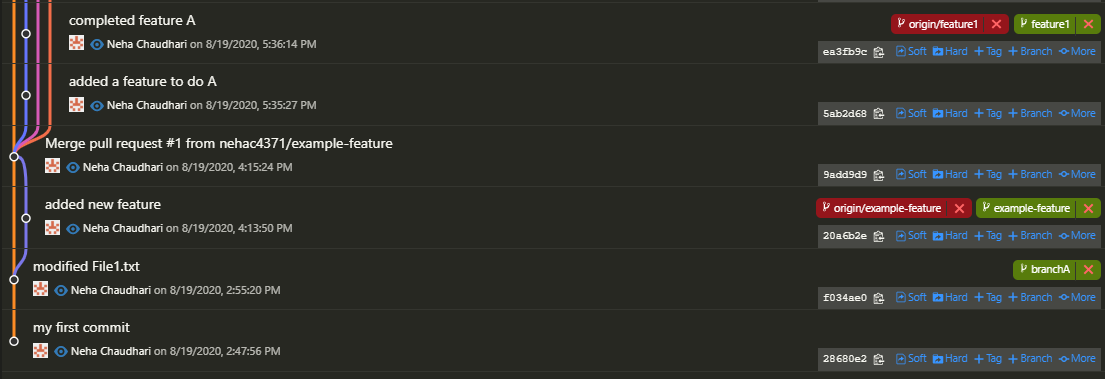 completed feature A
origin/feature1 feature1
Neha Chaudhari on 8/19/2020, 5:36:14 PM
ea3fb9c Soft Hard Tag Branch More
added a feature to do A
Neha Chaudhari on 8/19/2020, 5:35:27 PM
5ab2d68 Soft Hard Tag Branch More
Merge pull request #1 from nehac4371/example-feature
Neha Chaudhari on 8/19/2020, 4:15:24 PM
9add9d9 Soft Hard Tag Branch More
added new feature
origin/example-feature example-feature
Neha Chaudhari on 8/19/2020, 4:13:50 PM
20a6b2e Soft Hard Tag Branch More
modified File1.txt
branchA
Neha Chaudhari on 8/19/2020, 2:55:20 PM
f034ae0 Soft Hard Tag Branch More
my first commit
Neha Chaudhari on 8/19/2020, 2:47:56 PM
28680e2 Soft Hard Tag Branch More